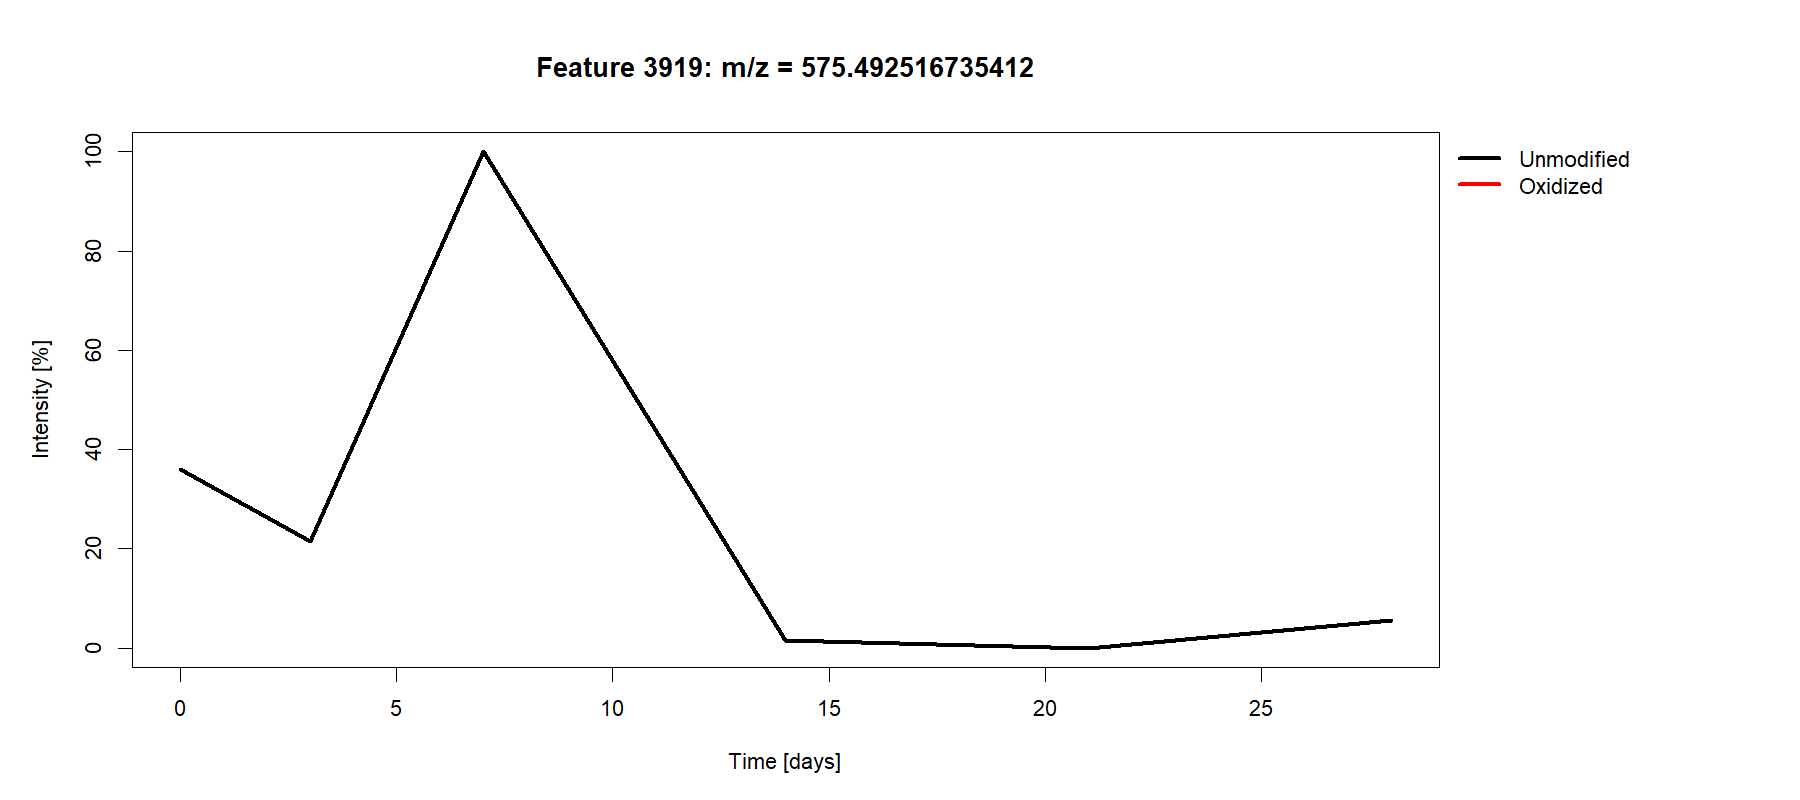 Feature 3919: m/z = 575.492516735412
Unmodified
Oxidized
Intensity [%]
100
80
60
40
20
0
0 5 10 15 20 25
Time [days]